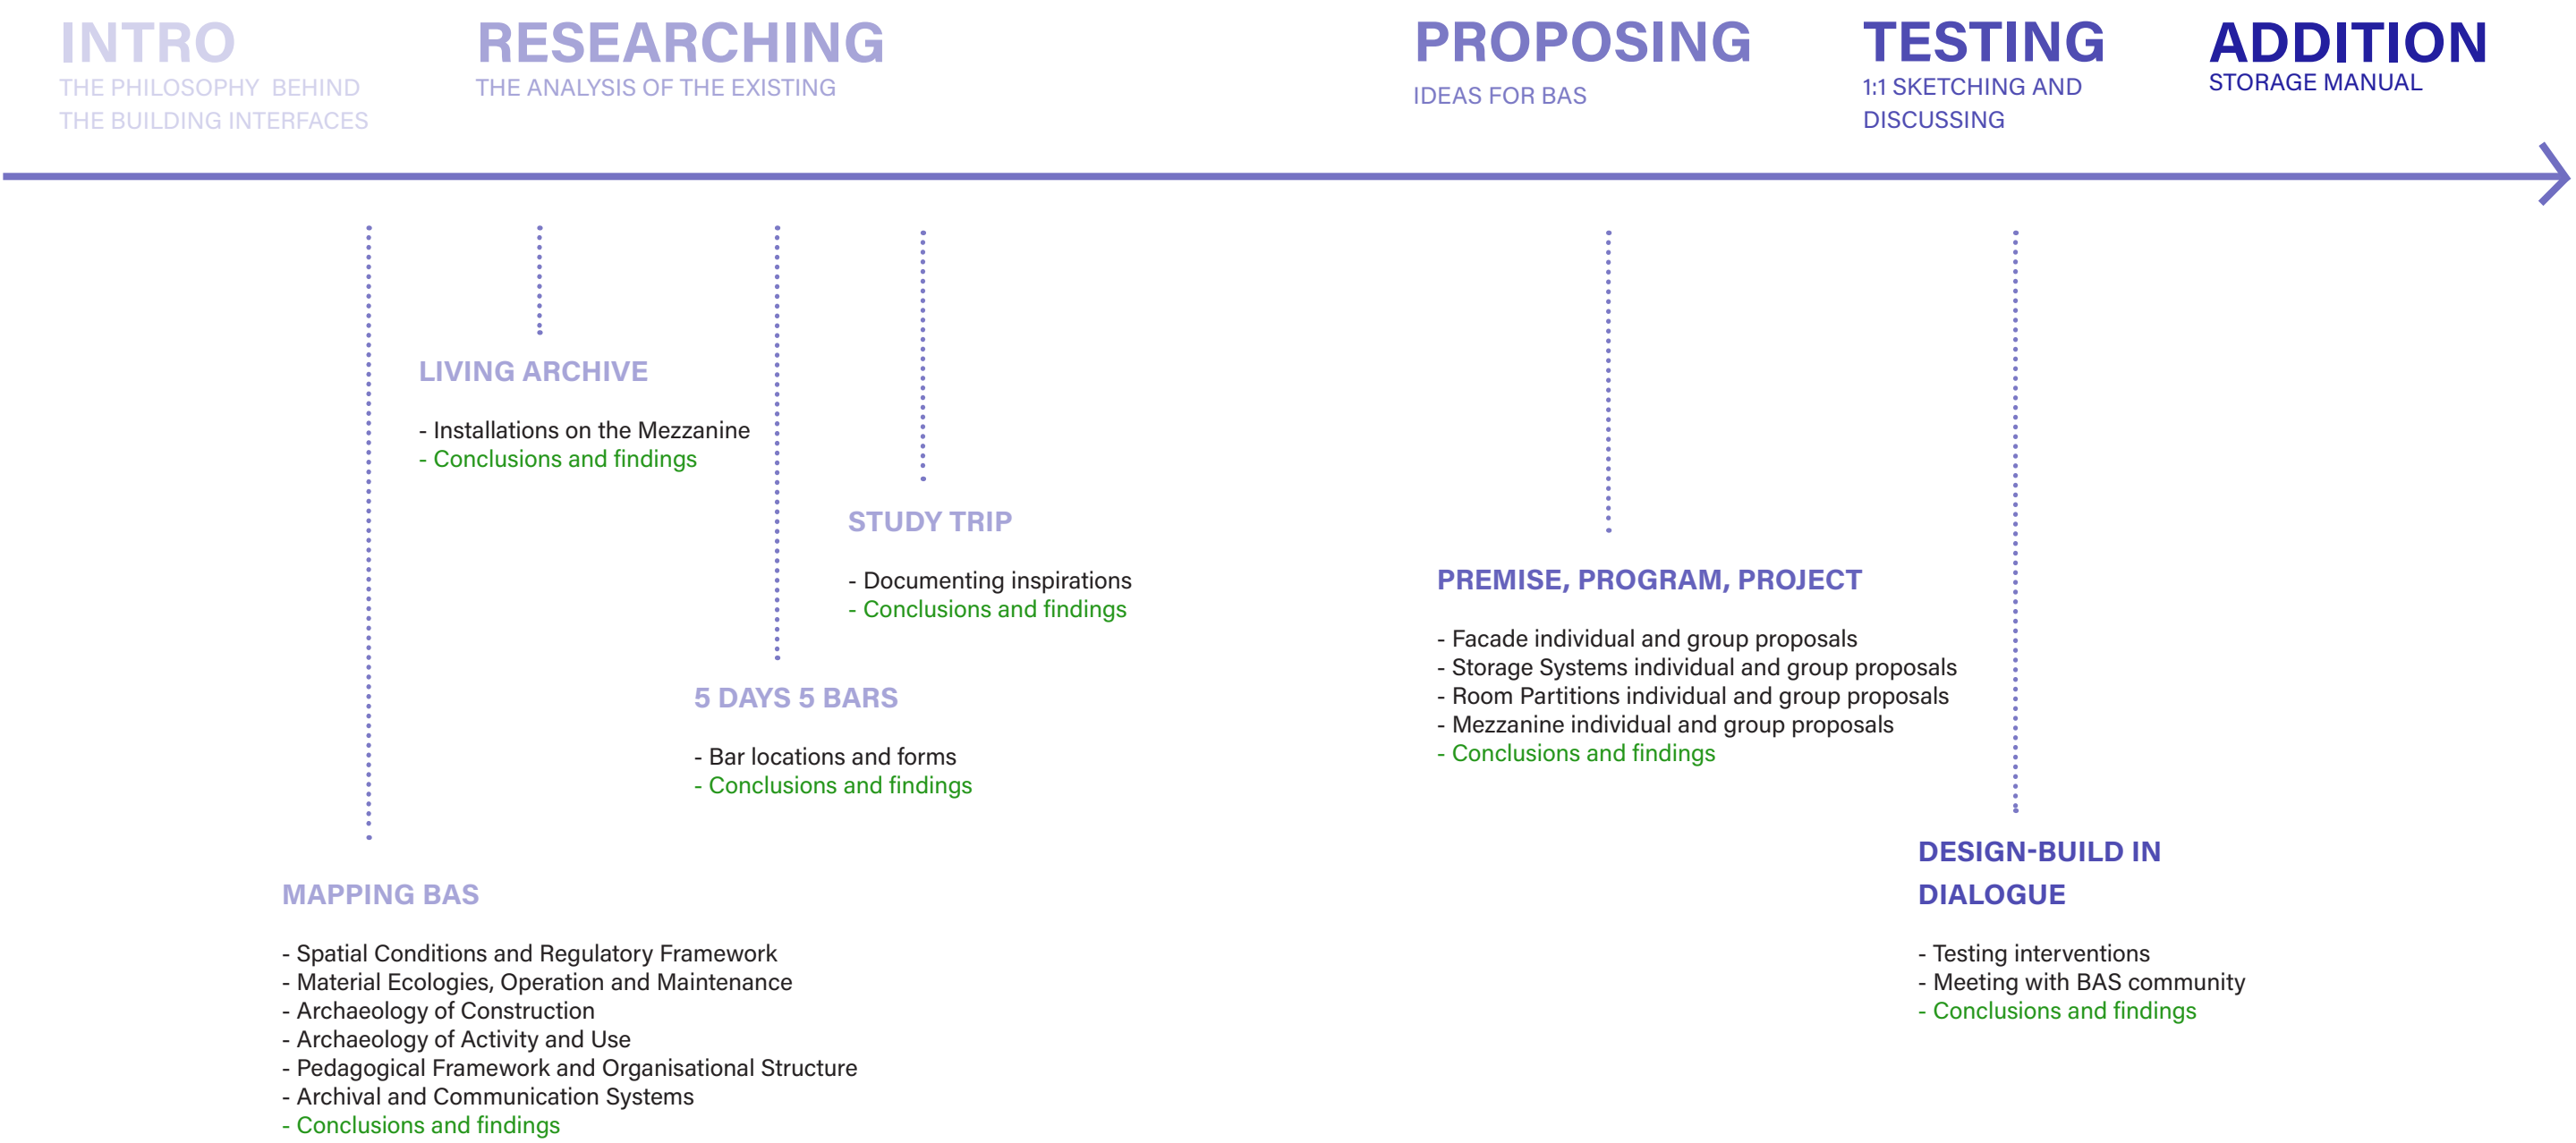 INTRO
THE PHILOSOPHY BEHIND
THE BUILDING INTERFACES
RESEARCHING
THE ANALYSIS OF THE EXISTING
PROPOSING
IDEAS FOR BAS
TESTING
1:1 SKETCHING AND
DISCUSSING
ADDITION
STORAGE MANUAL
LIVING ARCHIVE
- Installations on the Mezzanine
- Conclusions and findings
STUDY TRIP
- Documenting inspirations
- Conclusions and findings
5 DAYS 5 BARS
- Bar locations and forms
- Conclusions and findings
MAPPING BAS
- Spatial Conditions and Regulatory Framework
- Material Ecologies, Operation and Maintenance
- Archaeology of Construction
- Archaeology of Activity and Use
- Pedagogical Framework and Organisational Structure
- Archival and Communication Systems
- Conclusions and findings
PREMISE, PROGRAM, PROJECT
- Facade individual and group proposals
- Storage Systems individual and group proposals
- Room Partitions individual and group proposals
- Mezzanine individual and group proposals
- Conclusions and findings
DESIGN-BUILD IN
DIALOGUE
- Testing interventions
- Meeting with BAS community
- Conclusions and findings